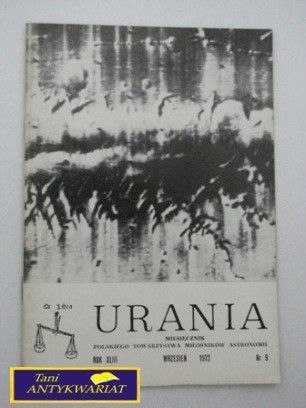 URANIA
MIESIĘCZNIK
POLSKIEGO TOWARZYSTWA MIŁOŚNIKÓW ASTRONOMII
ROK XLIII WRZESIEŃ 1972 Nr 9
Tani
ANTYKWARIAT